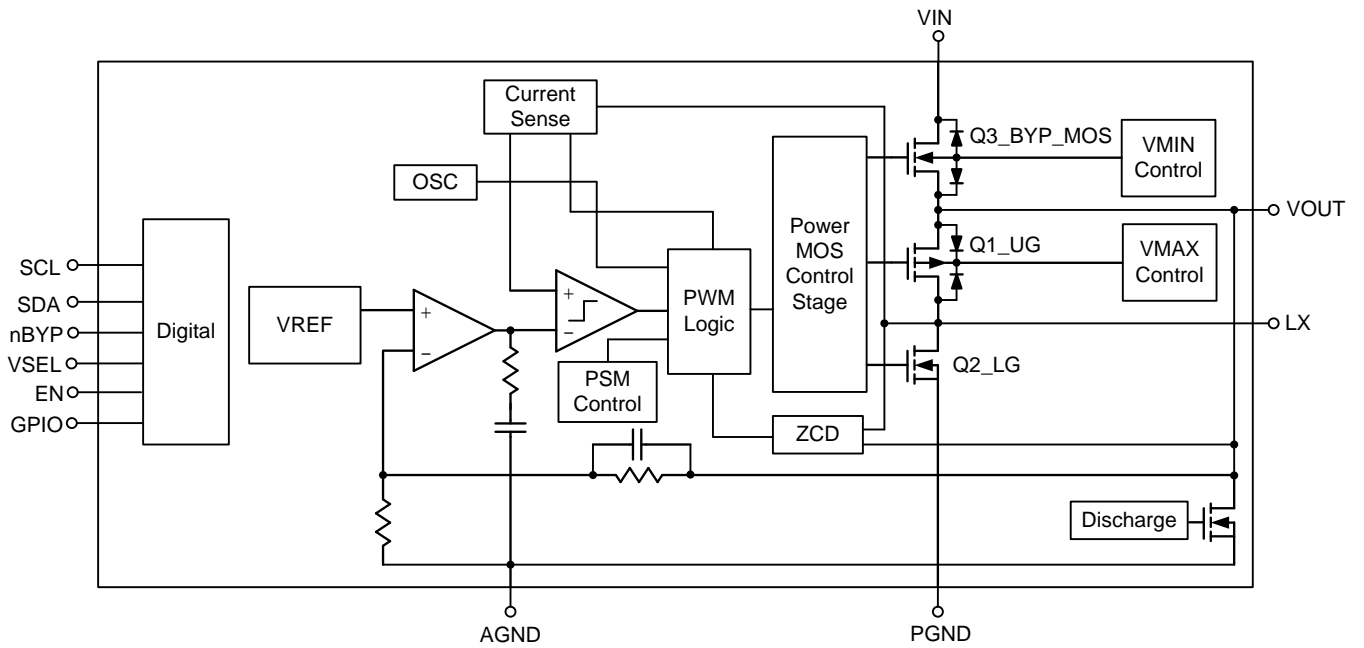 VIN
Current
Sense
Q3_BYP_MOS
VMIN
Control
OSC
VOUT
Power
MOS
Control
Stage
Q1_UG
VMAX
Control
SCL
SDA
nBYP
VSEL
EN
GPIO
Digital
VREF
+
−
+
−
PWM
Logic
LX
PSM
Control
Q2_LG
ZCD
Discharge
AGND
PGND